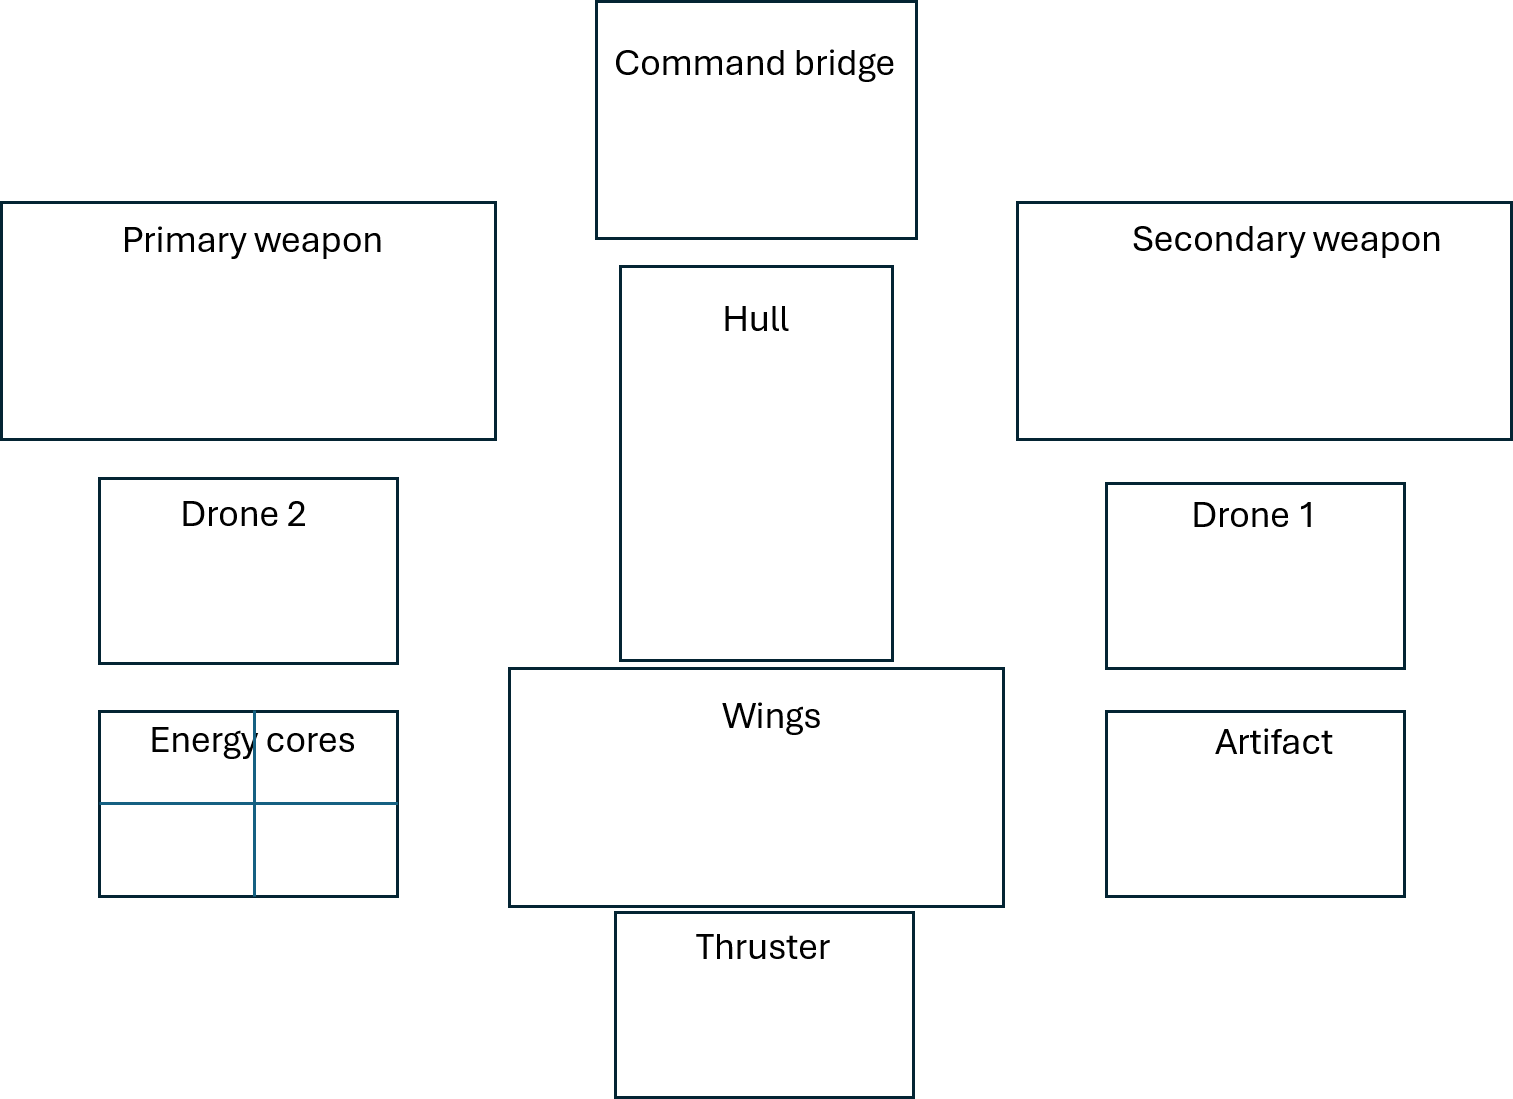 Command bridge
Primary weapon
Secondary weapon
Hull
Drone 2
Drone 1
Wings
Energy cores
Artifact
Thruster